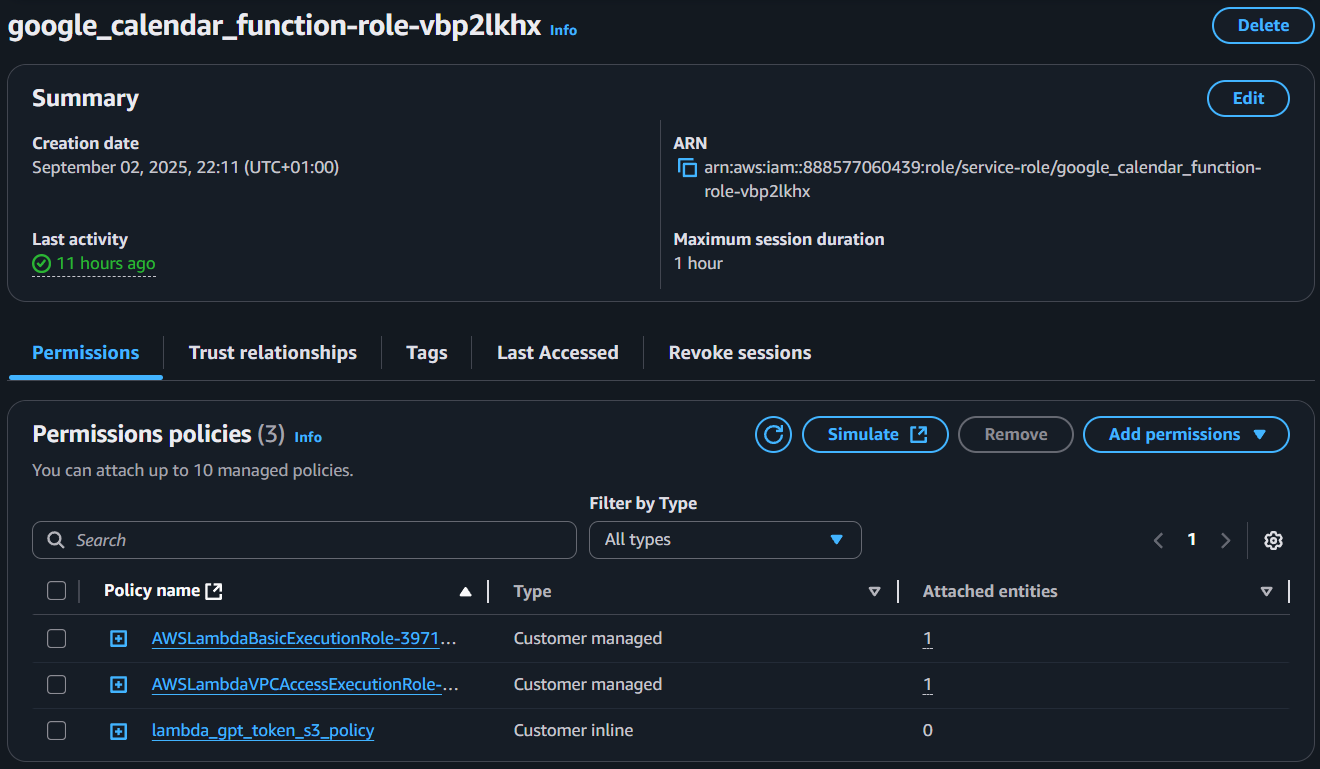 google_calendar_function-role-vbp2lkhx Info
Delete
Summary
Edit
Creation date
September 02, 2025, 22:11 (UTC+01:00)
ARN
arn:aws:iam::888577060439:role/service-role/google_calendar_function-
role-vbp2lkhx
Last activity
11 hours ago
Maximum session duration
1 hour
Permissions
Trust relationships
Tags
Last Accessed
Revoke sessions
Permissions policies (3) Info
Simulate
Remove
Add permissions
You can attach up to 10 managed policies.
Filter by Type
Search
All types
1
Policy name
Type
Attached entities
AWSLambdaBasicExecutionRole-3971... Customer managed 1
AWSLambdaVPCAccessExecutionRole-... Customer managed 1
lambda_gpt_token_s3_policy Customer inline 0